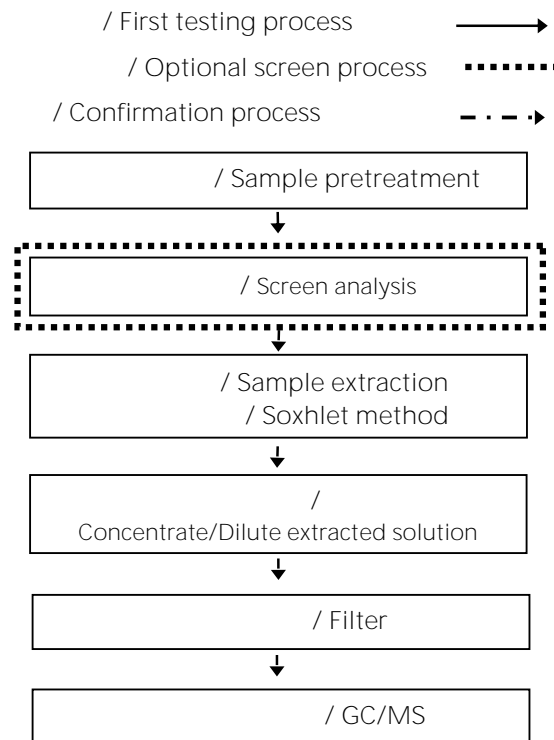 / First testing process
/ Optional screen process
/ Confirmation process
/ Sample pretreatment
/ Screen analysis
/ Sample extraction
/ Soxhlet method
/
Concentrate/Dilute extracted solution
/ Filter
/ GC/MS